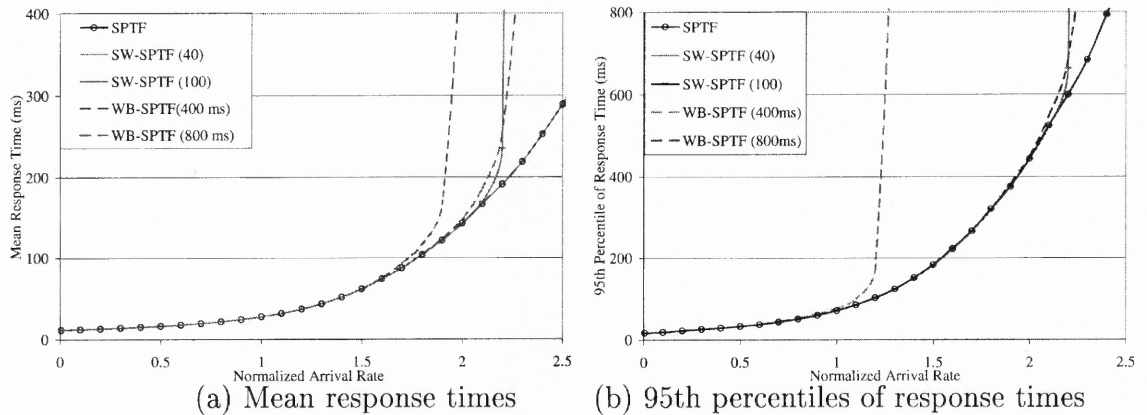 400
300
200
100
0
Mean Response Time (ms)
SPTF
SW-SPTF (40)
SW-SPTF (100)
WB-SPTF(400 ms)
WB-SPTF (800 ms)
0 0.5 1 1.5 2 2.5
Normalized Arrival Rate
(a) Mean response times
800
600
400
200
0
95th Percentile of Response Time (ms)
SPTF
SW-SPTF (40)
SW-SPTF (100)
WB-SPTF (400ms)
WB-SPTF (800ms)
0 0.5 1 1.5 2 2.5
Normalized Arrival Rate
(b) 95th percentiles of response times